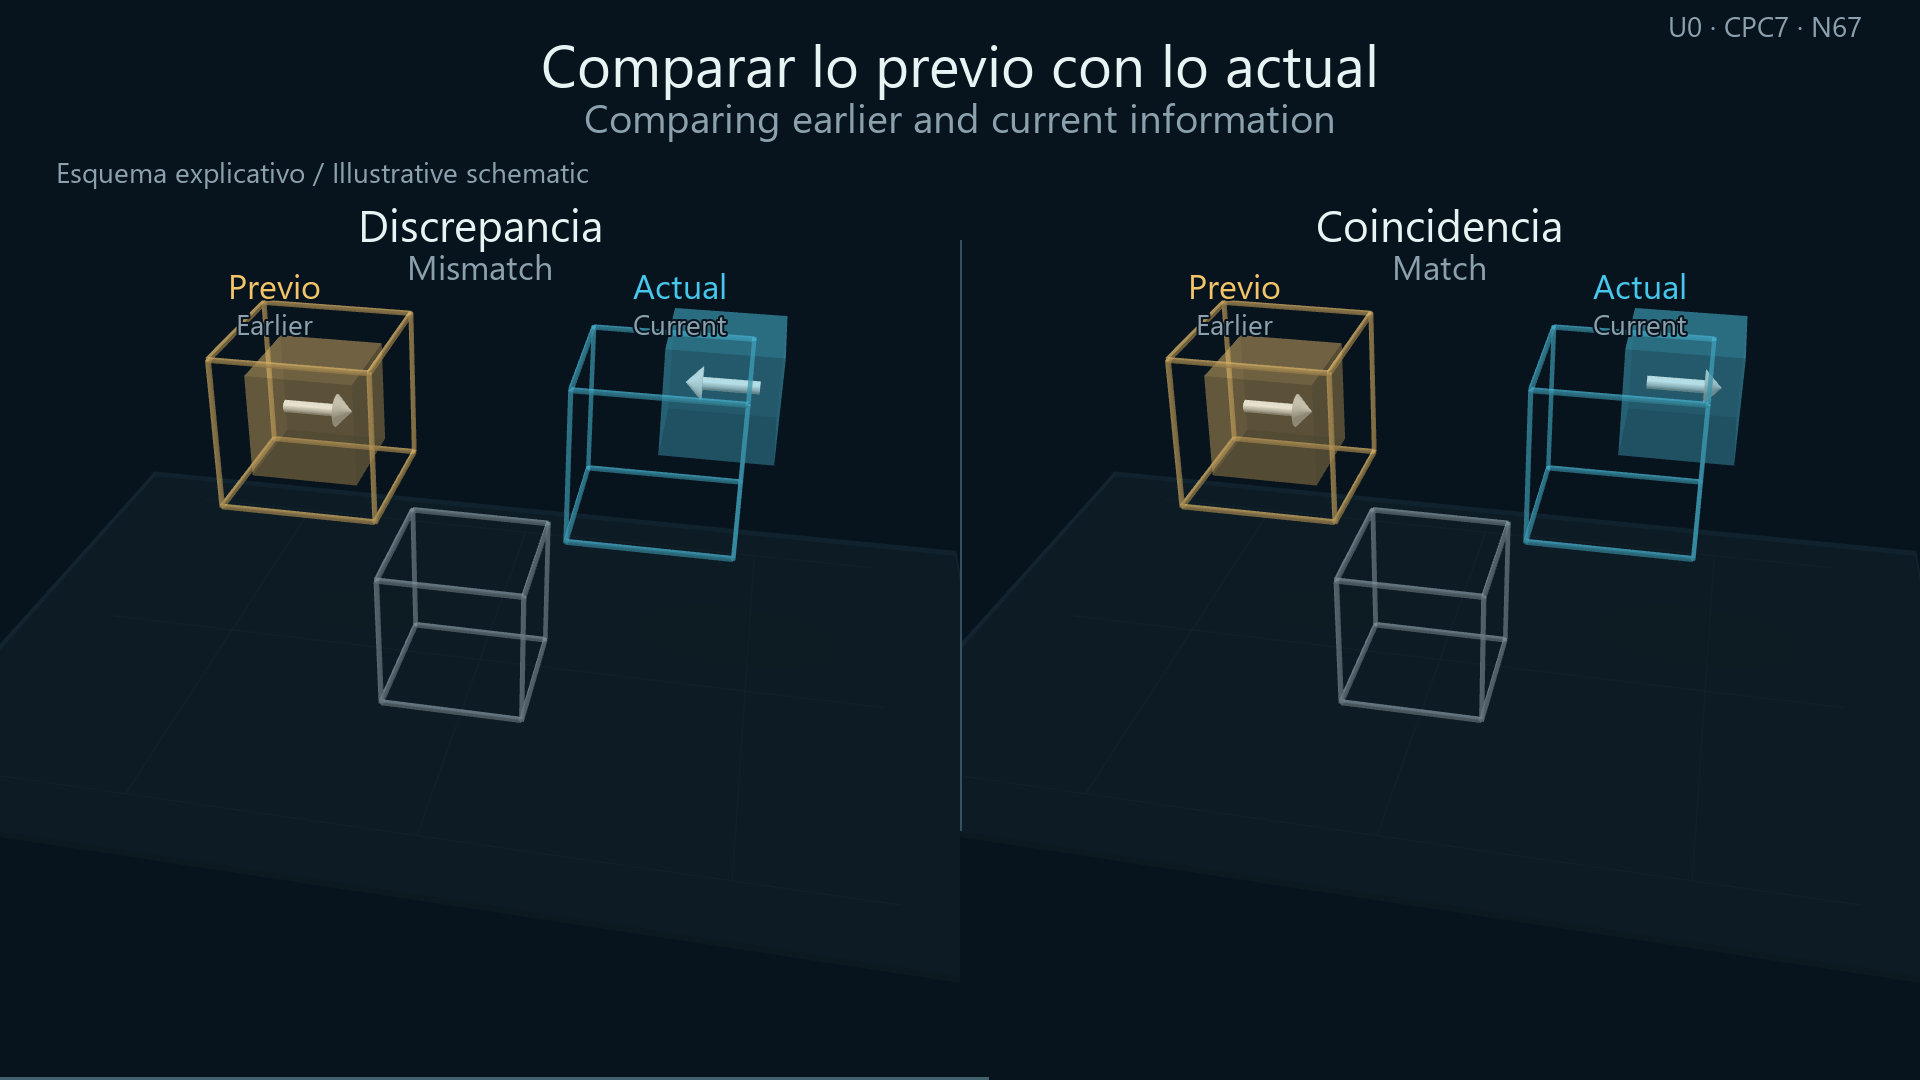 U0 · CPC7 · N67
Comparar lo previo con lo actual
Comparing earlier and current information
Esquema explicativo / Illustrative schematic
Discrepancia
Mismatch
Previo
Earlier
Actual
Current
Coincidencia
Match
Previo
Earlier
Actual
Current